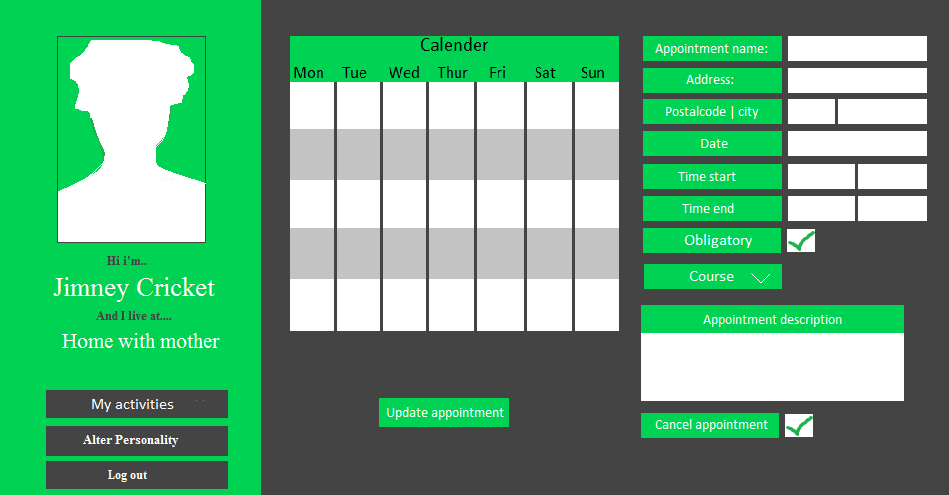 Hi i'm..
Jimney Cricket
And I live at....
Home with mother
My activities
Alter Personality
Log out
Calender
Mon Tue Wed Thur Fri Sat Sun
Update appointment
Appointment name:
Address:
Postalcode | city
Date
Time start
Time end
Obligatory
Course
Appointment description
Cancel appointment